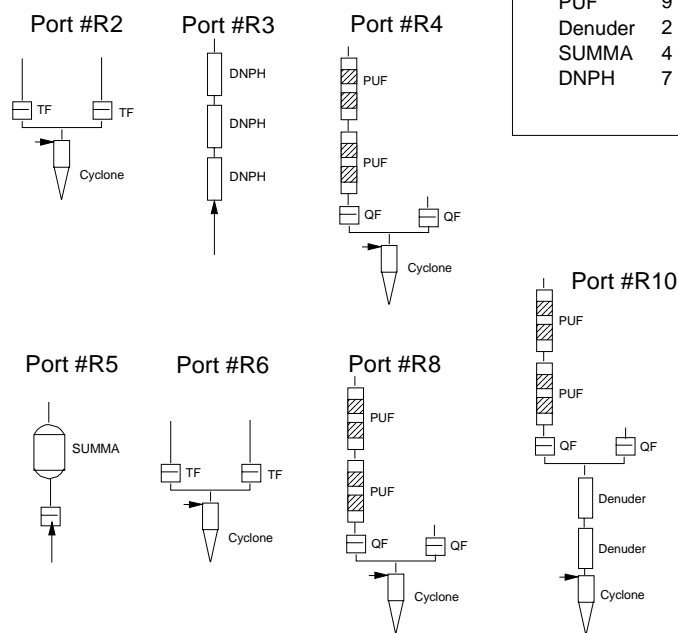 PUF 9
Denuder 2
SUMMA 4
DNPH 7
Port #R2
Port #R3
Port #R4
TF
TF
Cyclone
DNPH
DNPH
DNPH
PUF
PUF
QF
QF
Cyclone
Port #R10
PUF
PUF
QF
QF
Denuder
Denuder
Cyclone
Port #R5
Port #R6
Port #R8
SUMMA
TF
TF
Cyclone
PUF
PUF
QF
QF
Cyclone